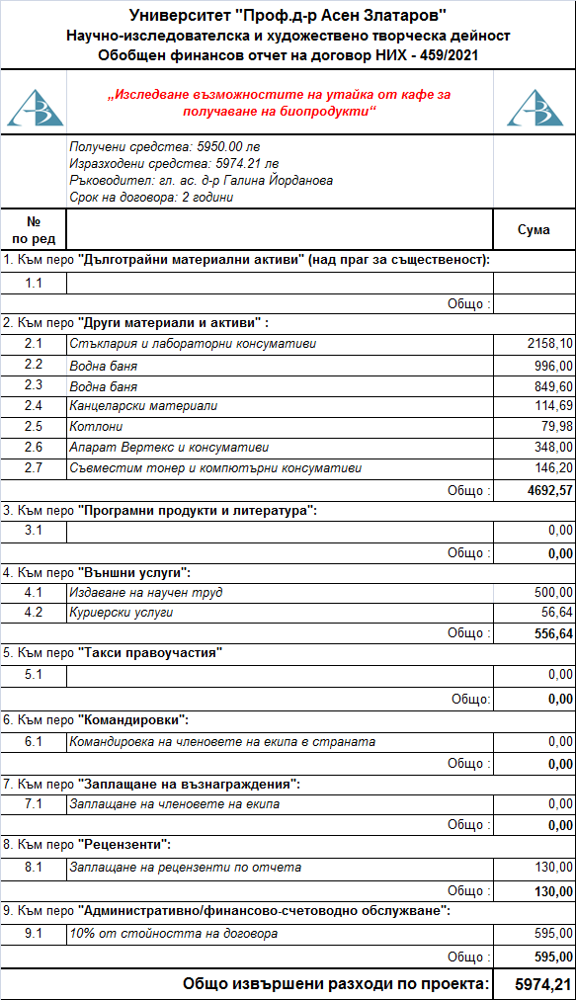 Университет "Проф.д-р Асен Златаров"
Научно-изследователска и художествено творческа дейност
Обобщен финансов отчет на договор НИХ - 459/2021
„Изследване възможностите на утайка от кафе за
получаване на биопродукти“
Получени средства: 5950.00 лв
Изразходени средства: 5974.21 лв
Ръководител: гл. ас. д-р Галина Йорданова
Срок на договора: 2 години
№
по ред
Сума
1. Към перо "Дълготрайни материални активи" (над праг за същественост):
1.1
Общо :
2. Към перо "Други материали и активи" :
2.1 Стъклария и лабораторни консумативи 2158,10
2.2 Водна баня 996,00
2.3 Водна баня 849,60
2.4 Канцеларски материали 114,69
2.5 Котлони 79,98
2.6 Апарат Вертекс и консумативи 348,00
2.7 Съвместим тонер и компютърни консумативи 146,20
Общо : 4692,57
3. Към перо "Програмни продукти и литература":
3.1 0,00
Общо : 0,00
4. Към перо "Външни услуги":
4.1 Издаване на научен труд 500,00
4.2 Куриерски услуги 56,64
Общо : 556,64
5. Към перо "Такси правоучастия"
5.1 0,00
Общо: 0,00
6. Към перо "Командировки":
6.1 Командировка на членовете на екипа в страната 0,00
Общо : 0,00
7. Към перо "Заплащане на възнаграждения":
7.1 Заплащане на членовете на екипа 0,00
Общо : 0,00
8. Към перо "Рецензенти":
8.1 Заплащане на рецензенти по отчета 130,00
Общо : 130,00
9. Към перо "Административно/финансово-счетоводно обслужване":
9.1 10% от стойността на договора 595,00
Общо : 595,00
Общо извършени разходи по проекта: 5974,21